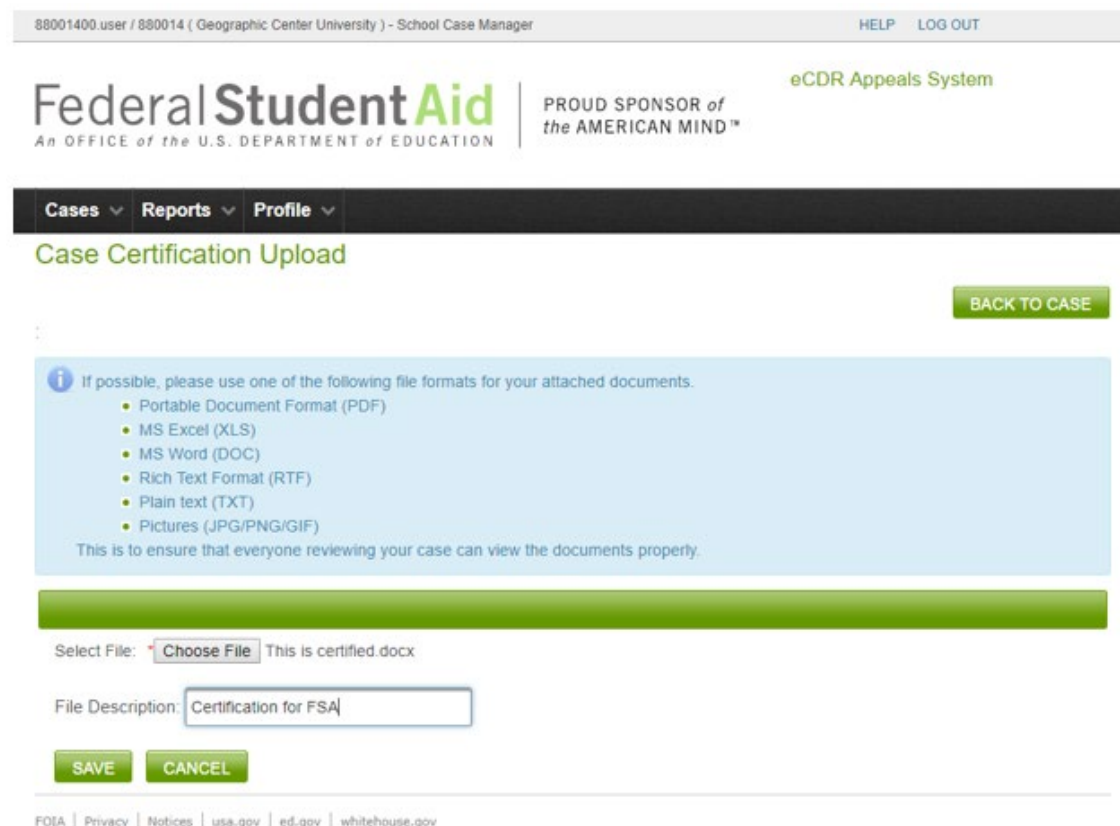 88001400.user / 880014 ( Geographic Center University ) - School Case Manager HELP LOG OUT
eCDR Appeals System
Federal Student Aid
An OFFICE of the U.S. DEPARTMENT of EDUCATION
PROUD SPONSOR of
the AMERICAN MIND™
Cases Reports Profile
Case Certification Upload
BACK TO CASE
:
i If possible, please use one of the following file formats for your attached documents.
• Portable Document Format (PDF)
• MS Excel (XLS)
• MS Word (DOC)
• Rich Text Format (RTF)
• Plain text (TXT)
• Pictures (JPG/PNG/GIF)
This is to ensure that everyone reviewing your case can view the documents properly.
Select File: * Choose File This is certified.docx
File Description: Certification for FSA
SAVE CANCEL
FOIA | Privacy | Notices | usa.gov | ed.gov | whitehouse.gov